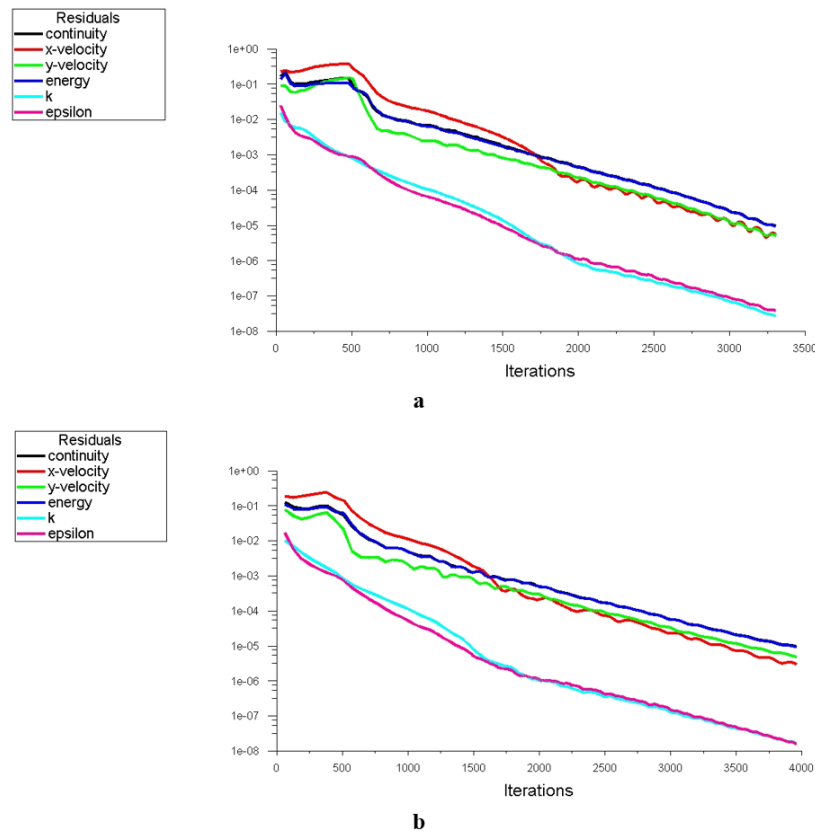 Residuals
continuity
x-velocity
y-velocity
energy
k
epsilon
1e+00
1e-01
1e-02
1e-03
1e-04
1e-05
1e-06
1e-07
1e-08
0 500 1000 1500 2000 2500 3000 3500
Iterations
a
Residuals
continuity
x-velocity
y-velocity
energy
k
epsilon
1e+00
1e-01
1e-02
1e-03
1e-04
1e-05
1e-06
1e-07
1e-08
0 500 1000 1500 2000 2500 3000 3500 4000
Iterations
b